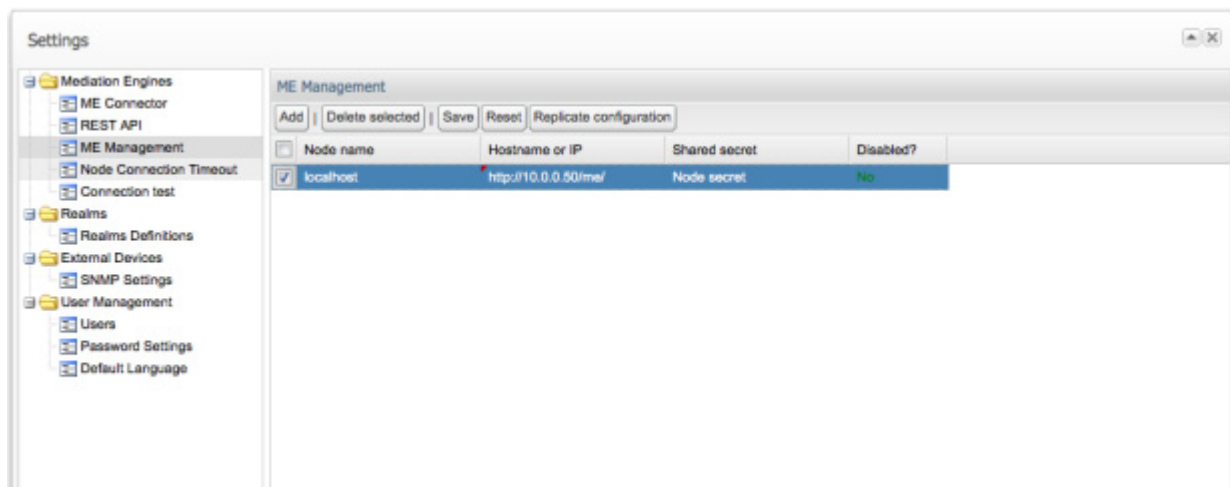 Settings
Mediation Engines
ME Connector
REST API
ME Management
Node Connection Timeout
Connection test
Realms
Realms Definitions
External Devices
SNMP Settings
User Management
Users
Password Settings
Default Language
ME Management
Add | Delete selected | Save Reset Replicate configuration
Node name Hostname or IP Shared secret Disabled?
localhost http://10.0.0.50/me/ Node secret No